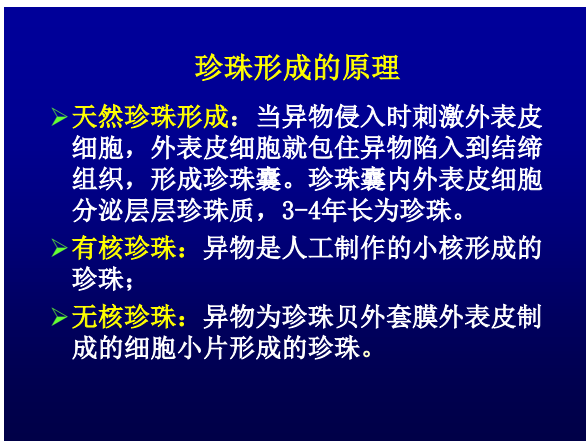 珍珠形成的原理
天然珍珠形成：当异物侵入时刺激外表皮
细胞，外表皮细胞就包住异物陷入到结缔
组织，形成珍珠囊。珍珠囊内外表皮细胞
分泌层层珍珠质，3-4年长为珍珠。
有核珍珠：异物是人工制作的小核形成的
珍珠；
无核珍珠：异物为珍珠贝外套膜外表皮制
成的细胞小片形成的珍珠。